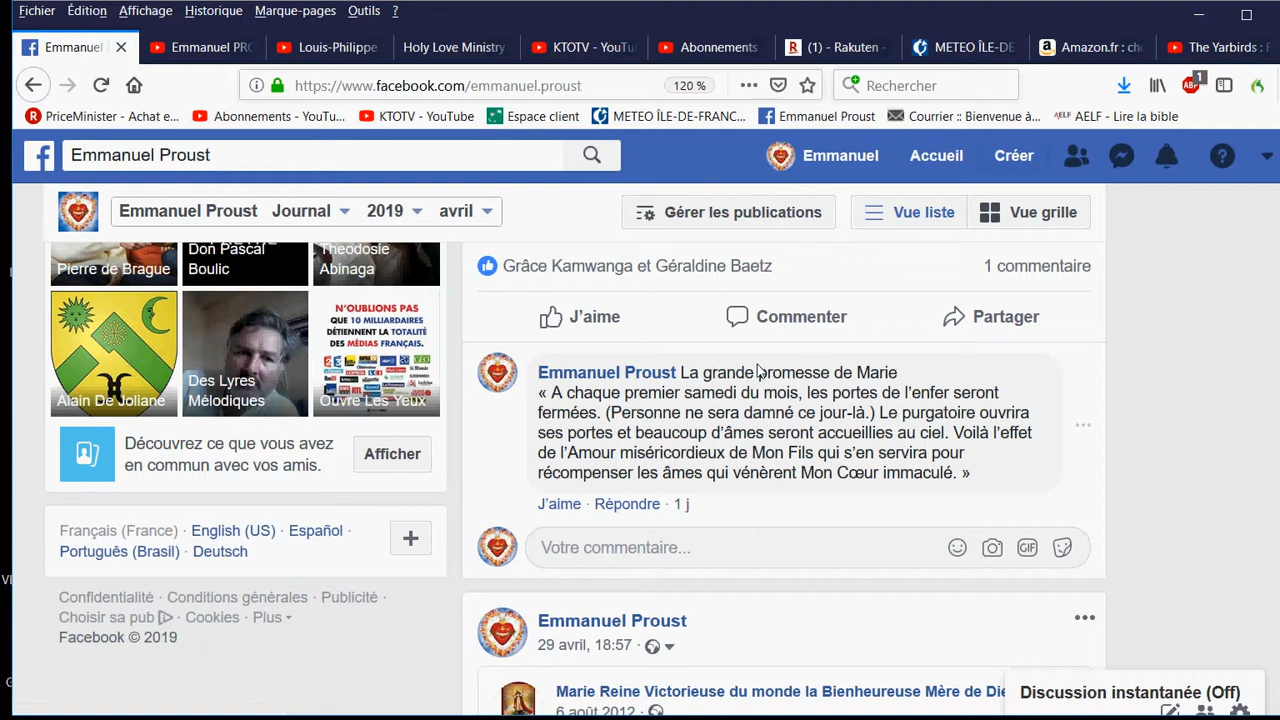 Fichier Édition Affichage Historique Marque-pages Outils ?
Emmanuel
Emmanuel PRO
Louis-Philippe
Holy Love Ministry
KTOTV - YouTu
Abonnements
(1) - Rakuten -
METEO ÎLE-DE-
Amazon.fr : ch
The Yarbirds :
https://www.facebook.com/emmanuel.proust
120 %
Rechercher
1
PriceMinister - Achat e...
Abonnements - YouTu...
KTOTV - YouTube
Espace client
METEO ÎLE-DE-FRANC...
Emmanuel Proust
Courrier :: Bienvenue à...
AELF AELF - Lire la bible
Emmanuel Proust
Emmanuel
Accueil
Créer
Emmanuel Proust
Journal
2019
avril
Gérer les publications
Vue liste
Vue grille
Pierre de Brague
Don Pascal
Boulic
Théodosie
Abinaga
Alain De Joliane
Des Lyres
Mélodiques
N'OUBLIONS PAS
QUE 10 MILLIARDAIRES
DÉTIENNENT LA TOTALITÉ
DES MÉDIAS FRANÇAIS.
Ouvre Les Yeux
Découvrez ce que vous avez
en commun avec vos amis.
Afficher
Français (France) · English (US) · Español ·
Português (Brasil) · Deutsch
Confidentialité · Conditions générales · Publicité ·
Choisir sa pub · Cookies · Plus
Facebook © 2019
Grâce Kamwanga et Géraldine Baetz
1 commentaire
J'aime
Commenter
Partager
Emmanuel Proust La grande promesse de Marie
« A chaque premier samedi du mois, les portes de l'enfer seront
fermées. (Personne ne sera damné ce jour-là.) Le purgatoire ouvrira
ses portes et beaucoup d'âmes seront accueillies au ciel. Voilà l'effet
de l'Amour miséricordieux de Mon Fils qui s'en servira pour
récompenser les âmes qui vénèrent Mon Cœur immaculé. »
J'aime · Répondre · 1 j
Votre commentaire...
GIF
Emmanuel Proust
29 avril, 18:57 ·
Marie Reine Victorieuse du monde la Bienheureuse Mère de Die
6 août 2012 ·
Discussion instantanée (Off)